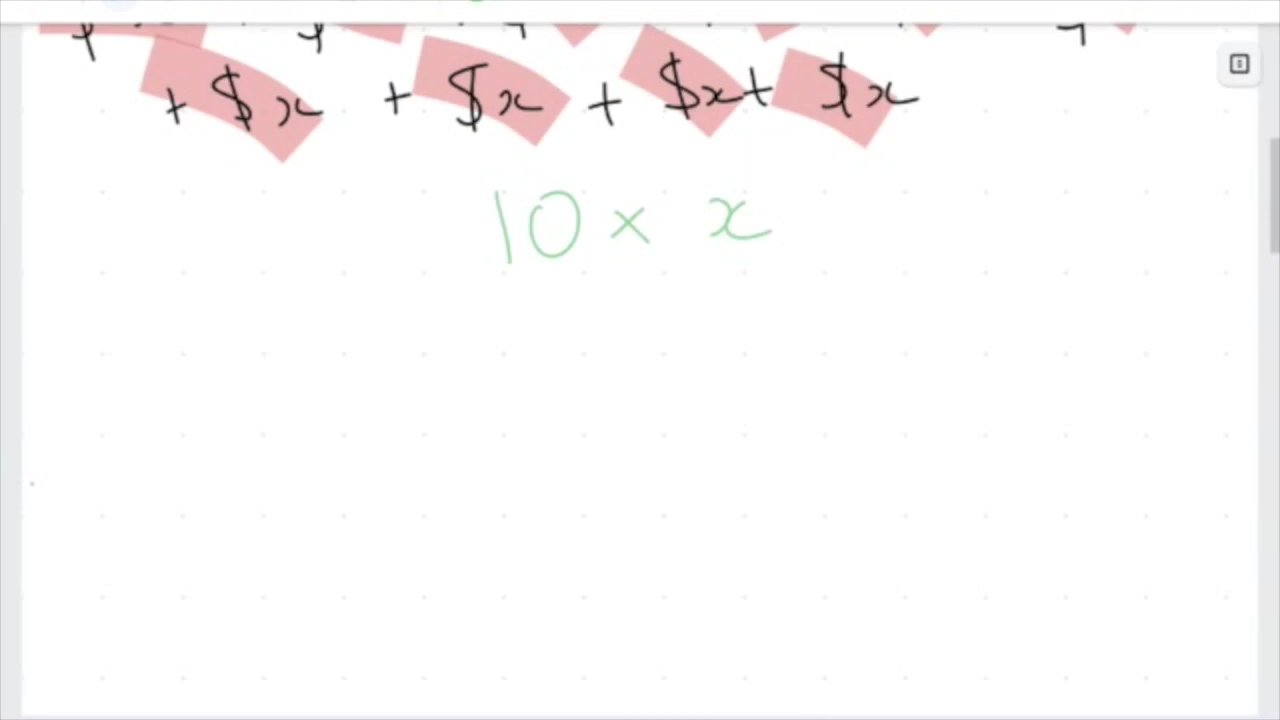 + $x + $x + $x + $x
10 × x